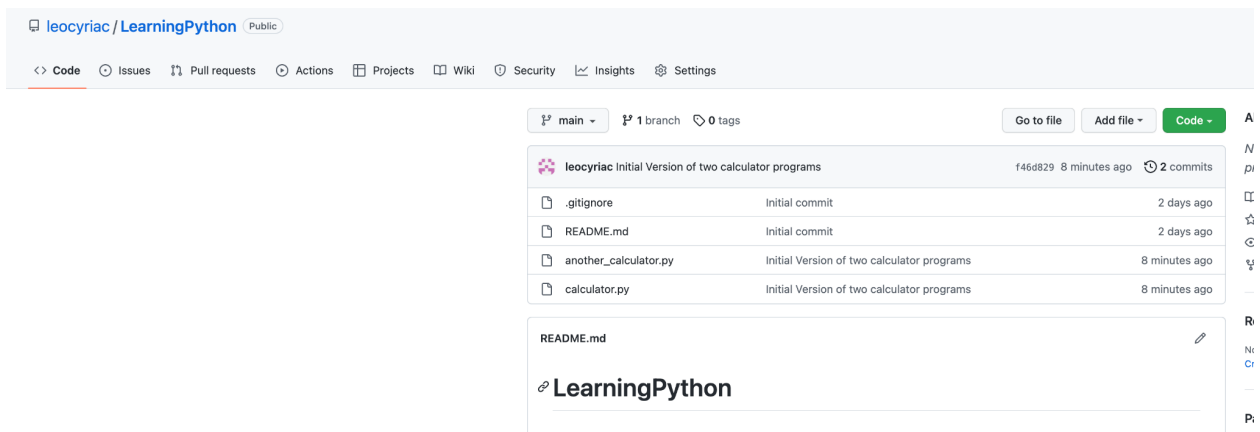 leocyriac / LearningPython Public
Code Issues Pull requests Actions Projects Wiki Security Insights Settings
main 1 branch 0 tags Go to file Add file Code
leocyriac Initial Version of two calculator programs f46d829 8 minutes ago 2 commits
.gitignore Initial commit 2 days ago
README.md Initial commit 2 days ago
another_calculator.py Initial Version of two calculator programs 8 minutes ago
calculator.py Initial Version of two calculator programs 8 minutes ago
README.md
LearningPython